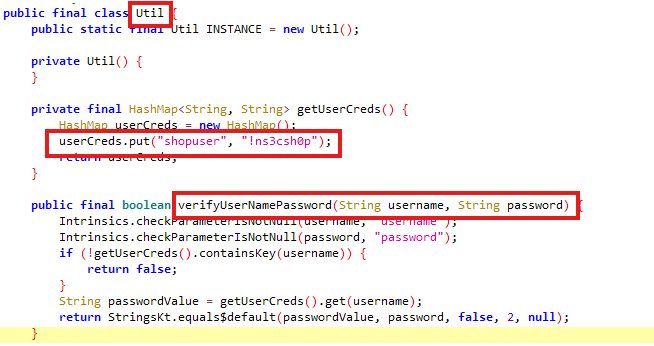 public final class Util {
public static final Util INSTANCE = new Util();
private Util() {
}
private final HashMap<String, String> getUserCreds() {
HashMap userCreds = new HashMap();
userCreds.put("shopuser", "!ns3csh0p");
return userCreds;
}
public final boolean verifyUserNamePassword(String username, String password) {
Intrinsics.checkParameterIsNotNull(username, "username");
Intrinsics.checkParameterIsNotNull(password, "password");
if (!getUserCreds().containsKey(username)) {
return false;
}
String passwordValue = getUserCreds().get(username);
return StringsKt.equals$default(passwordValue, password, false, 2, null);
}